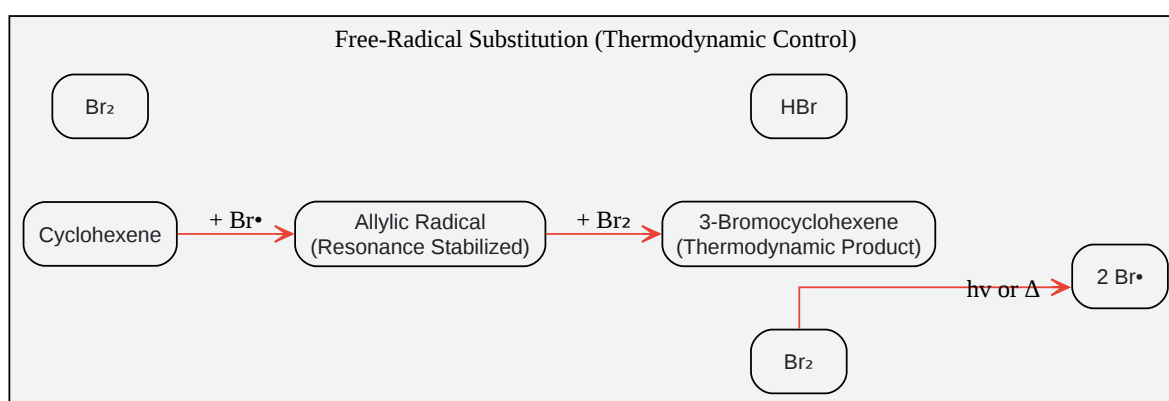 Free-Radical Substitution (Thermodynamic Control)
Br₂
HBr
Cyclohexene
+ Br•
Allylic Radical
(Resonance Stabilized)
+ Br₂
3-Bromocyclohexene
(Thermodynamic Product)
hν or Δ
2 Br•
Br₂